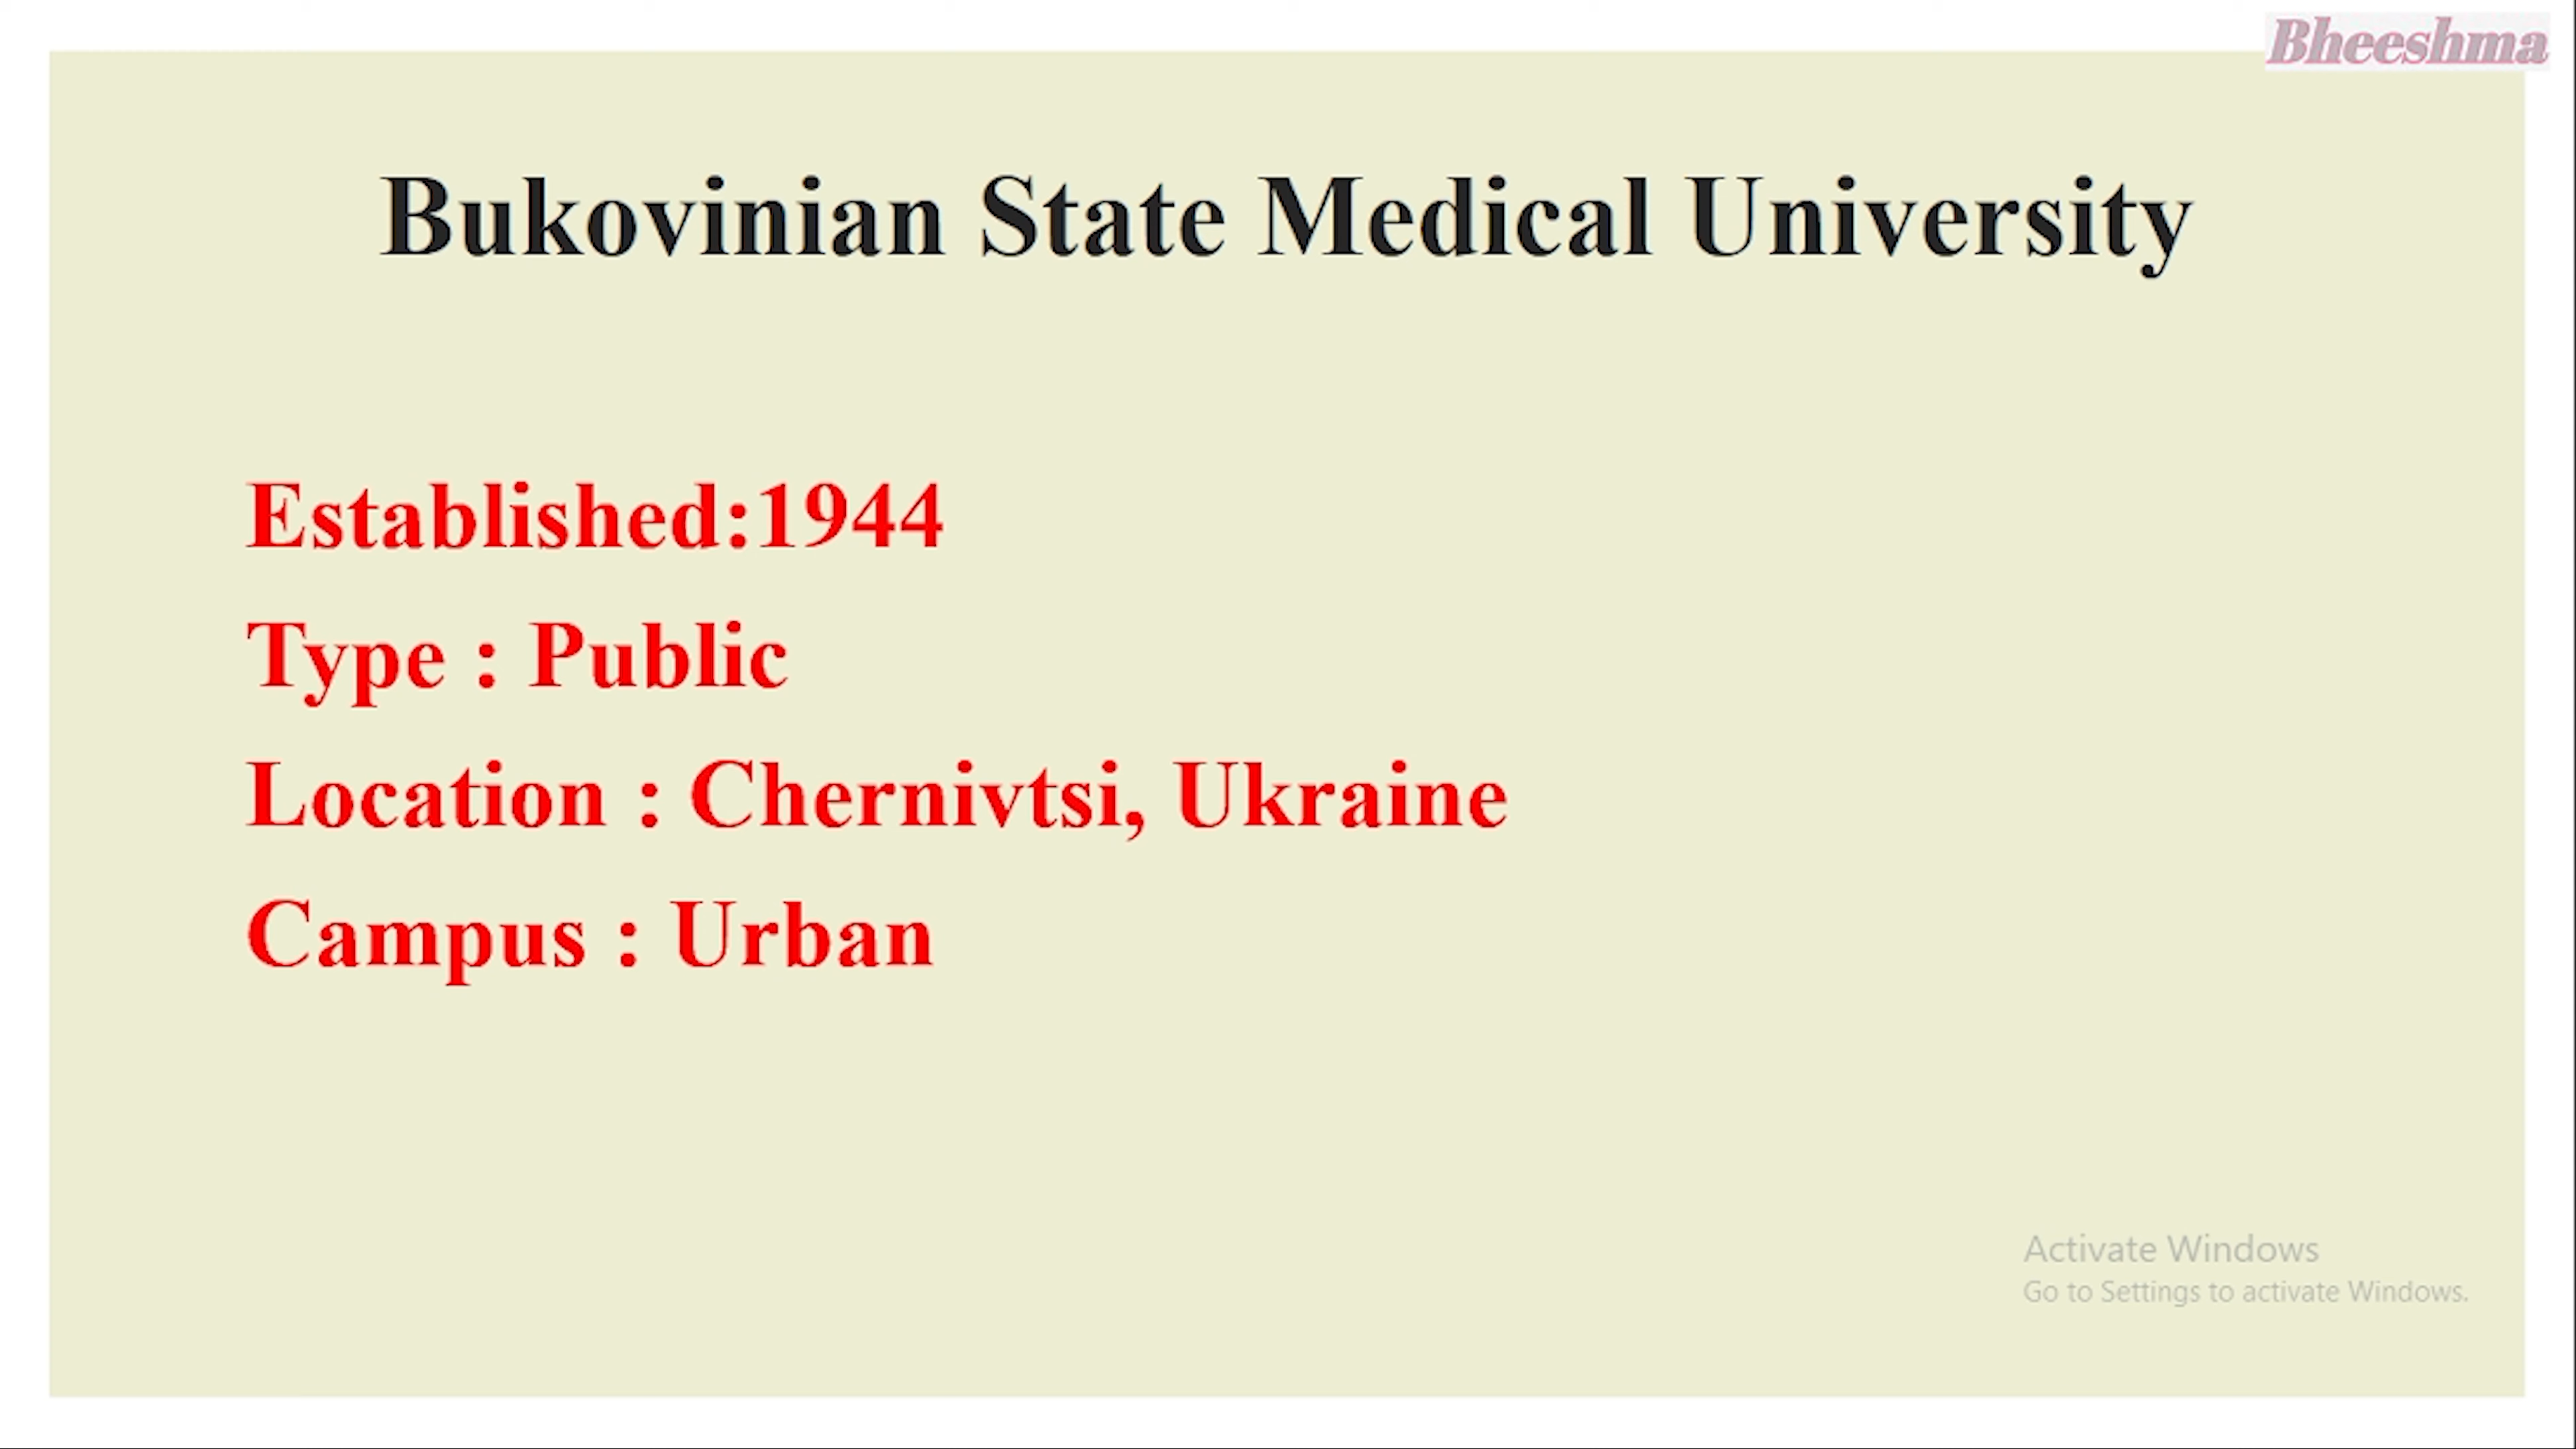 Bheeshma
Bukovinian State Medical University
Established:1944
Type : Public
Location : Chernivtsi, Ukraine
Campus : Urban
Activate Windows
Go to Settings to activate Windows.